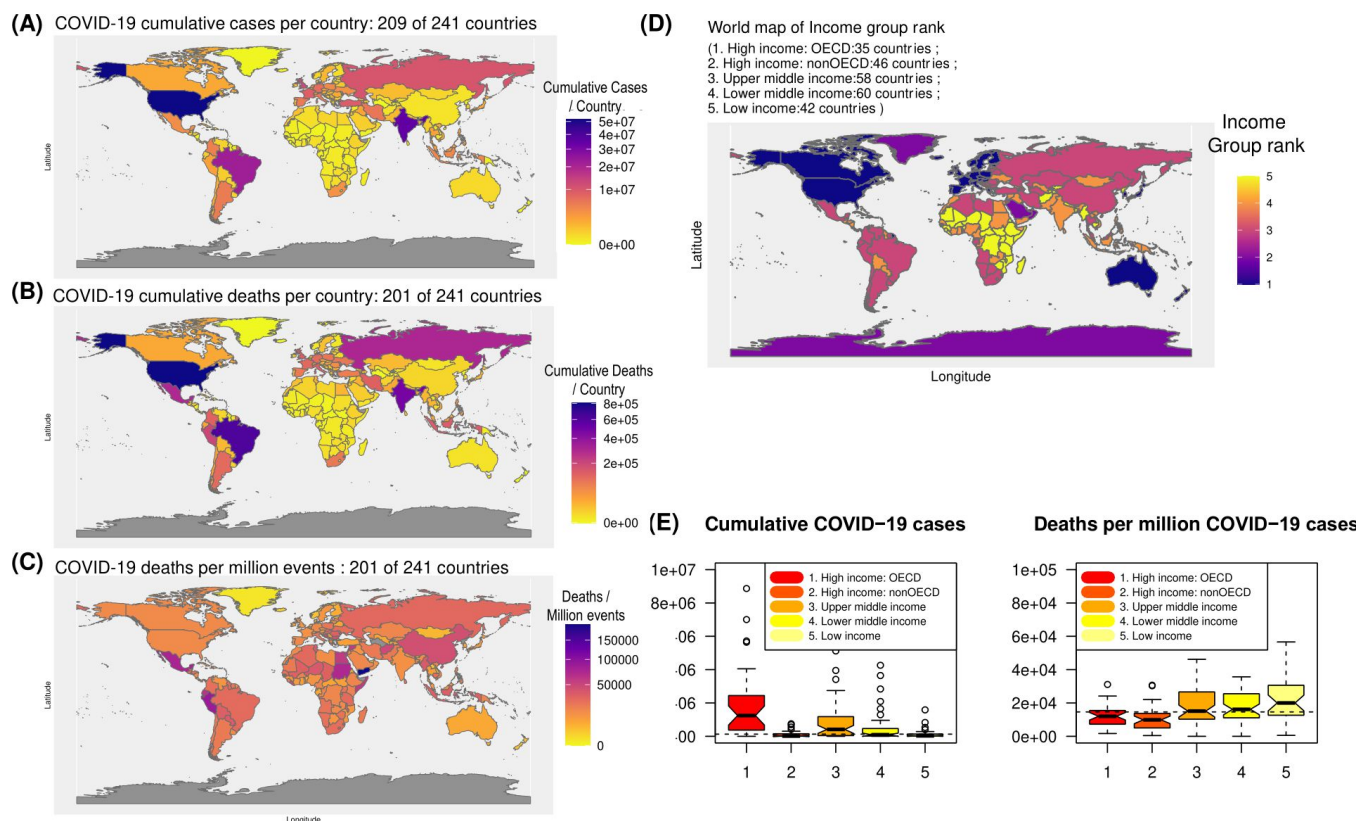 (A) COVID-19 cumulative cases per country: 209 of 241 countries
Latitude
Cumulative Cases
/ Country
5e+07
4e+07
3e+07
2e+07
1e+07
0e+00
(B) COVID-19 cumulative deaths per country: 201 of 241 countries
Latitude
Cumulative Deaths
/ Country
8e+05
6e+05
4e+05
2e+05
0e+00
(C) COVID-19 deaths per million events : 201 of 241 countries
Latitude
Deaths /
Million events
150000
100000
50000
0
Longitude
(D) World map of Income group rank
(1. High income: OECD:35 countries ;
2. High income: nonOECD:46 countries ;
3. Upper middle income:58 countries ;
4. Lower middle income:60 countries ;
5. Low income:42 countries )
Latitude
Longitude
Income
Group rank
5
4
3
2
1
(E) Cumulative COVID−19 cases
1e+07
8e+06
06
06
06
00
1. High income: OECD
2. High income: nonOECD
3. Upper middle income
4. Lower middle income
5. Low income
1 2 3 4 5
Deaths per million COVID−19 cases
1e+05
8e+04
6e+04
4e+04
2e+04
0e+00
1. High income: OECD
2. High income: nonOECD
3. Upper middle income
4. Lower middle income
5. Low income
1 2 3 4 5